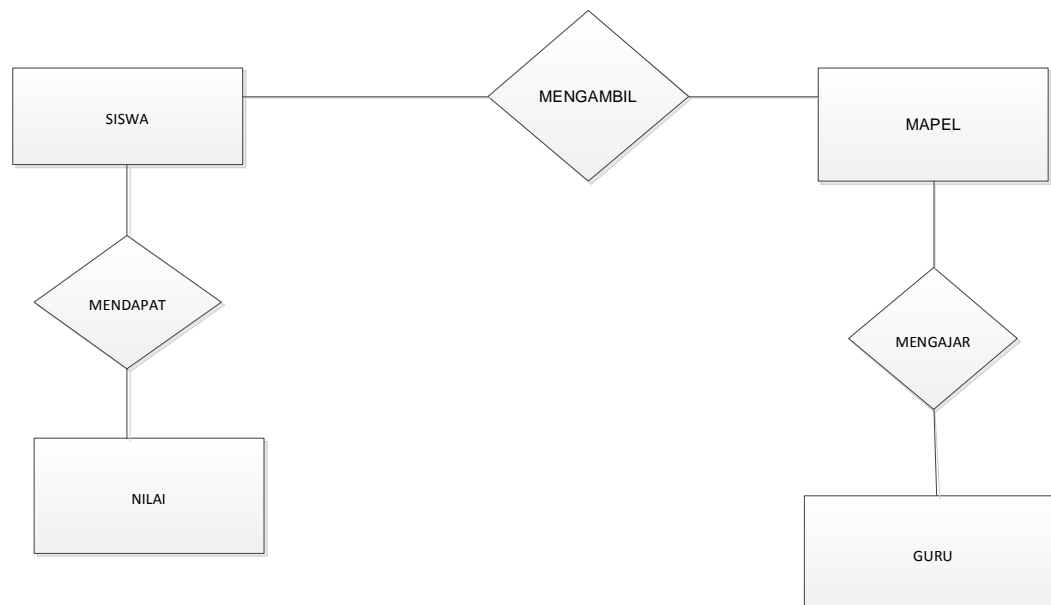 MENGAMBIL
SISWA
MAPEL
MENDAPAT
MENGAJAR
NILAI
GURU